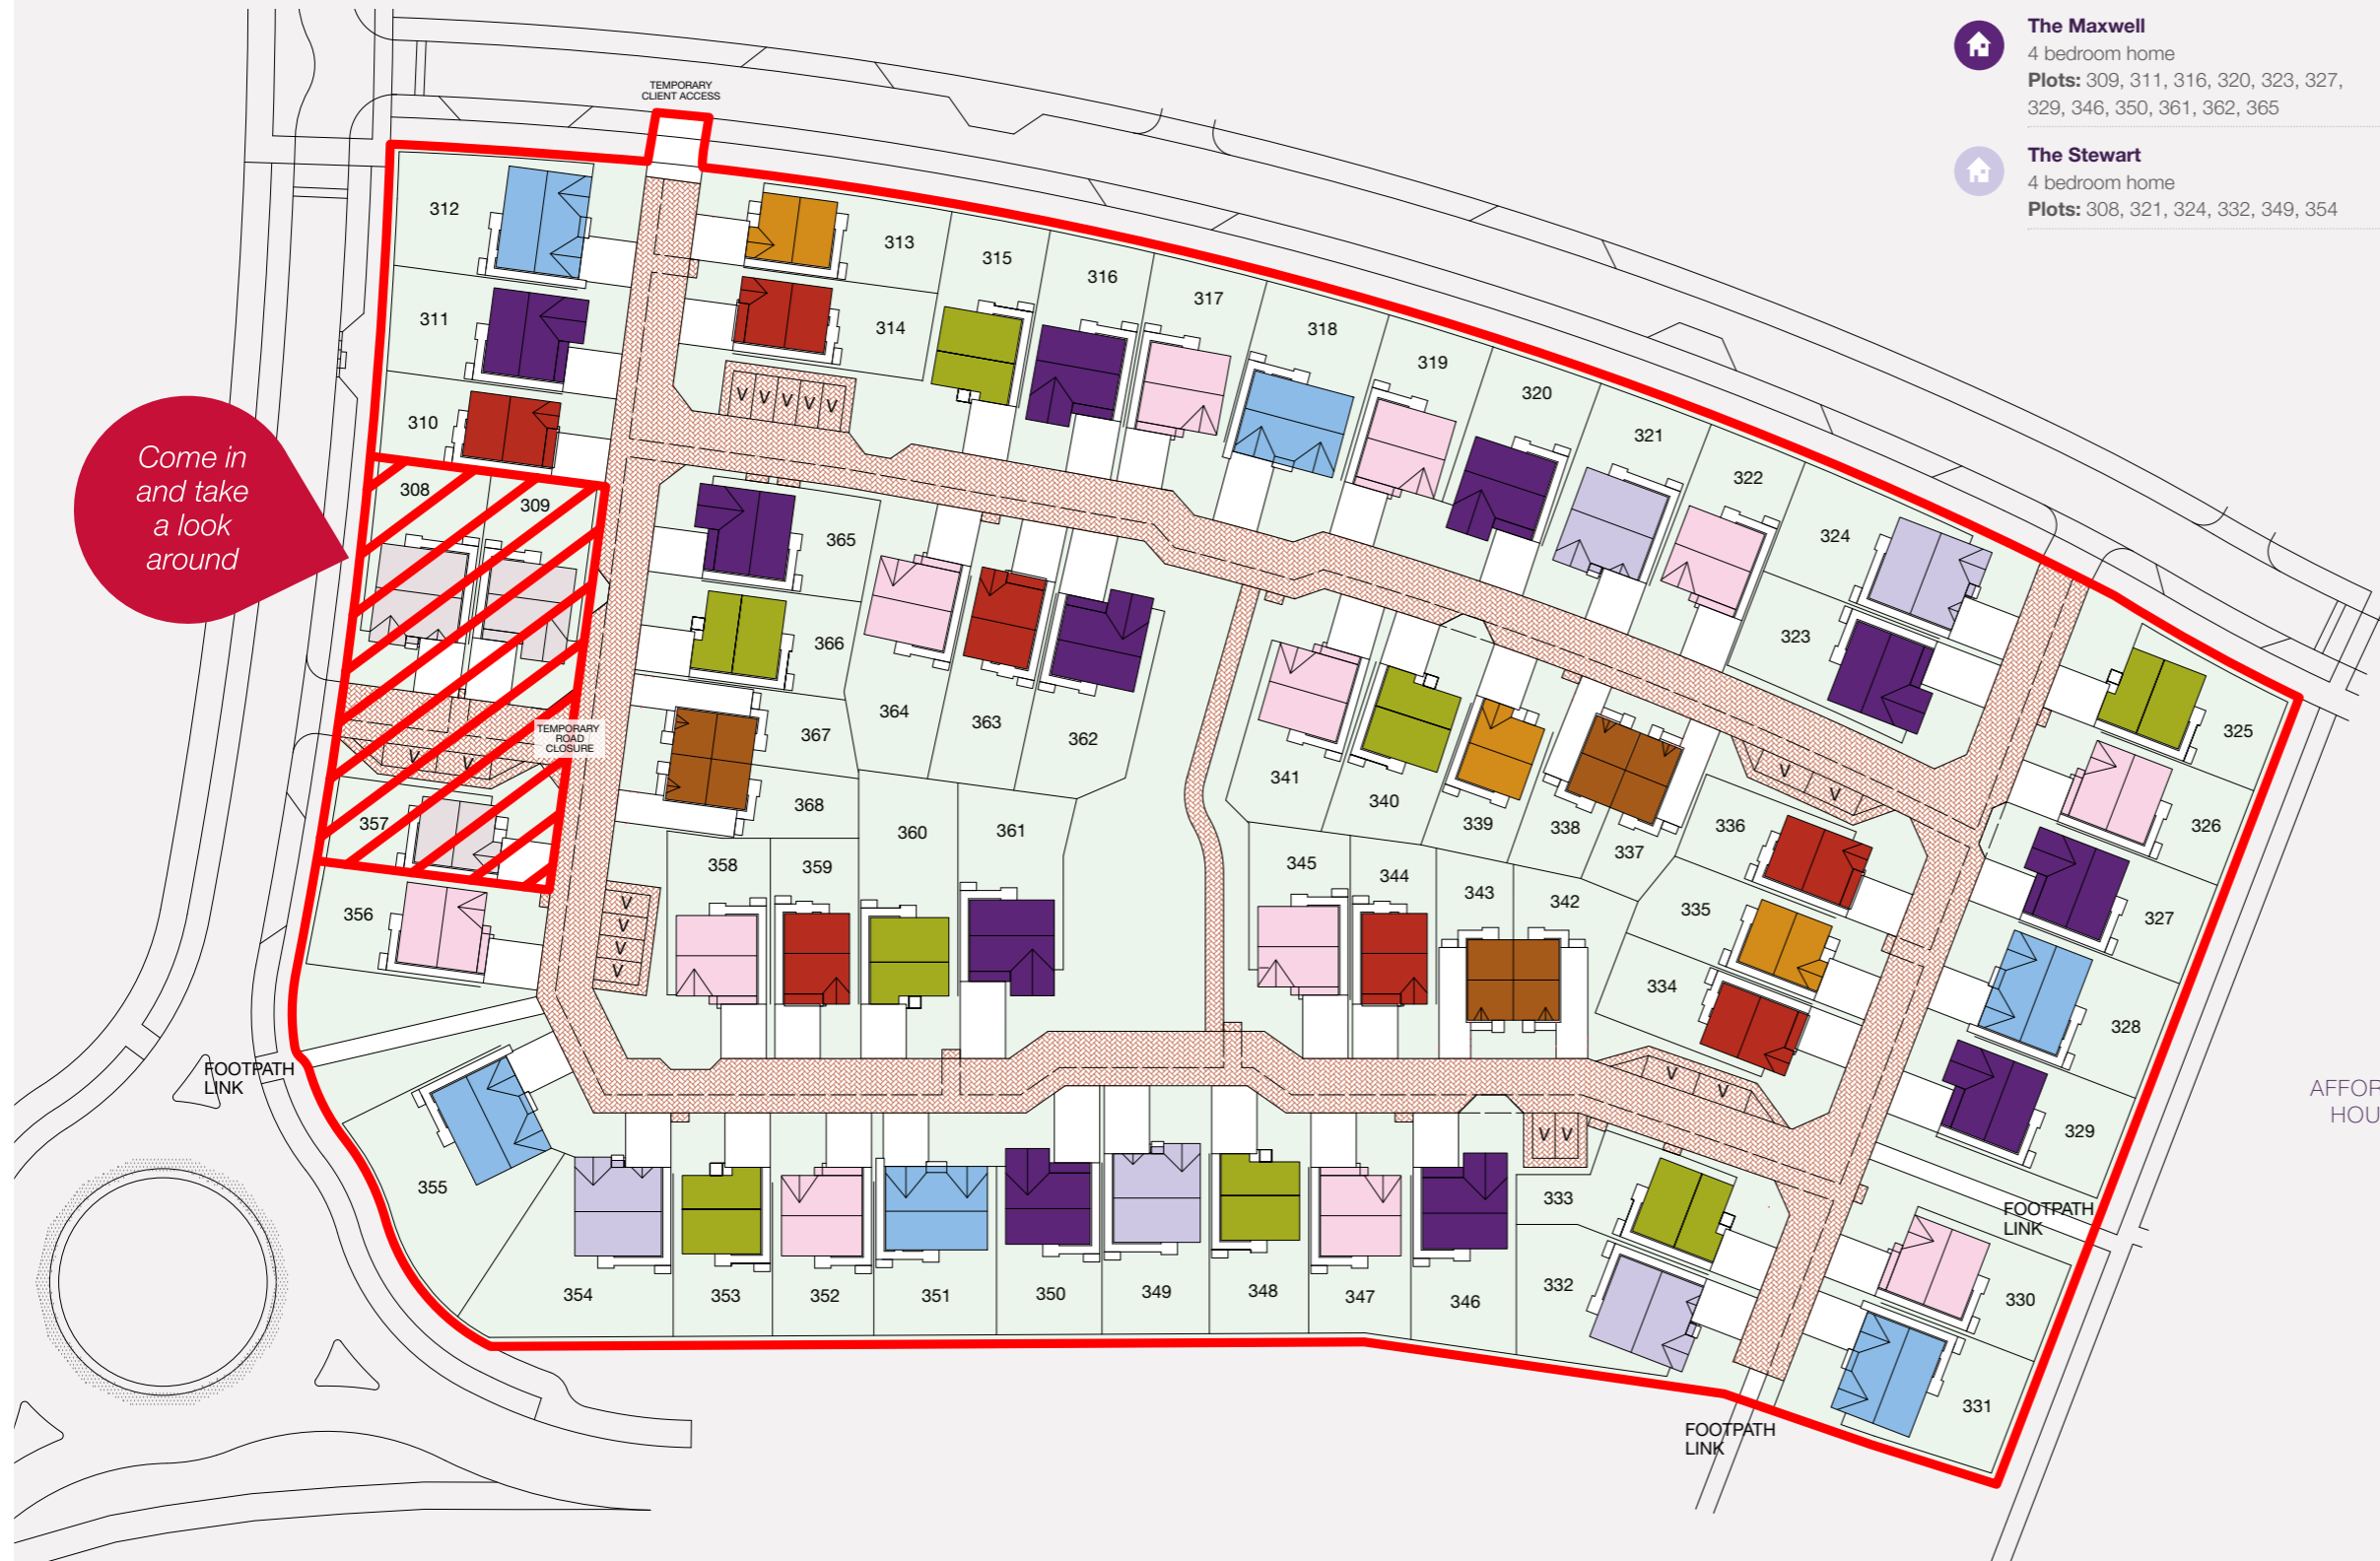 The Maxwell
4 bedroom home
Plots: 309, 311, 316, 320, 323, 327,
329, 346, 350, 361, 362, 365
The Stewart
4 bedroom home
Plots: 308, 321, 324, 332, 349, 354
TEMPORARY
CLIENT ACCESS
312
313
315
316
317
311
314
318
319
320
310
321
322
Come in
and take
a look
around
308
309
324
365
323
366
364
363
362
325
367
TEMPORARY
ROAD
CLOSURE
341
340
368
339
338
336
326
357
360
361
337
358
359
345
344
343
342
335
327
356
334
328
V V V V V
V V
V V
V
V
V
V
V V
V V
FOOTPATH
LINK
AFFOR
HOU
329
355
333
FOOTPATH
LINK
354
353
352
351
350
349
348
347
346
332
330
331
FOOTPATH
LINK